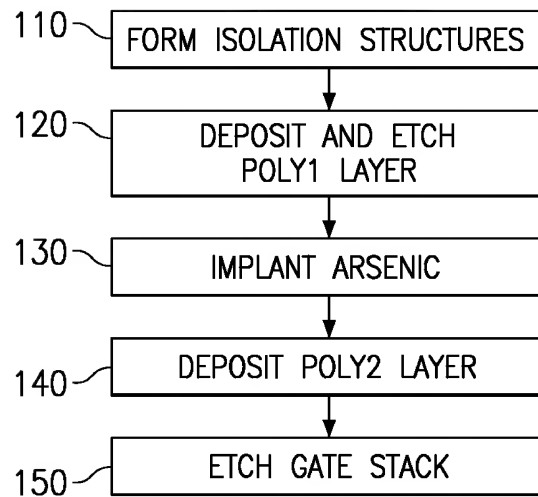 110
FORM ISOLATION STRUCTURES
120
DEPOSIT AND ETCH
POLY1 LAYER
130
IMPLANT ARSENIC
140
DEPOSIT POLY2 LAYER
150
ETCH GATE STACK